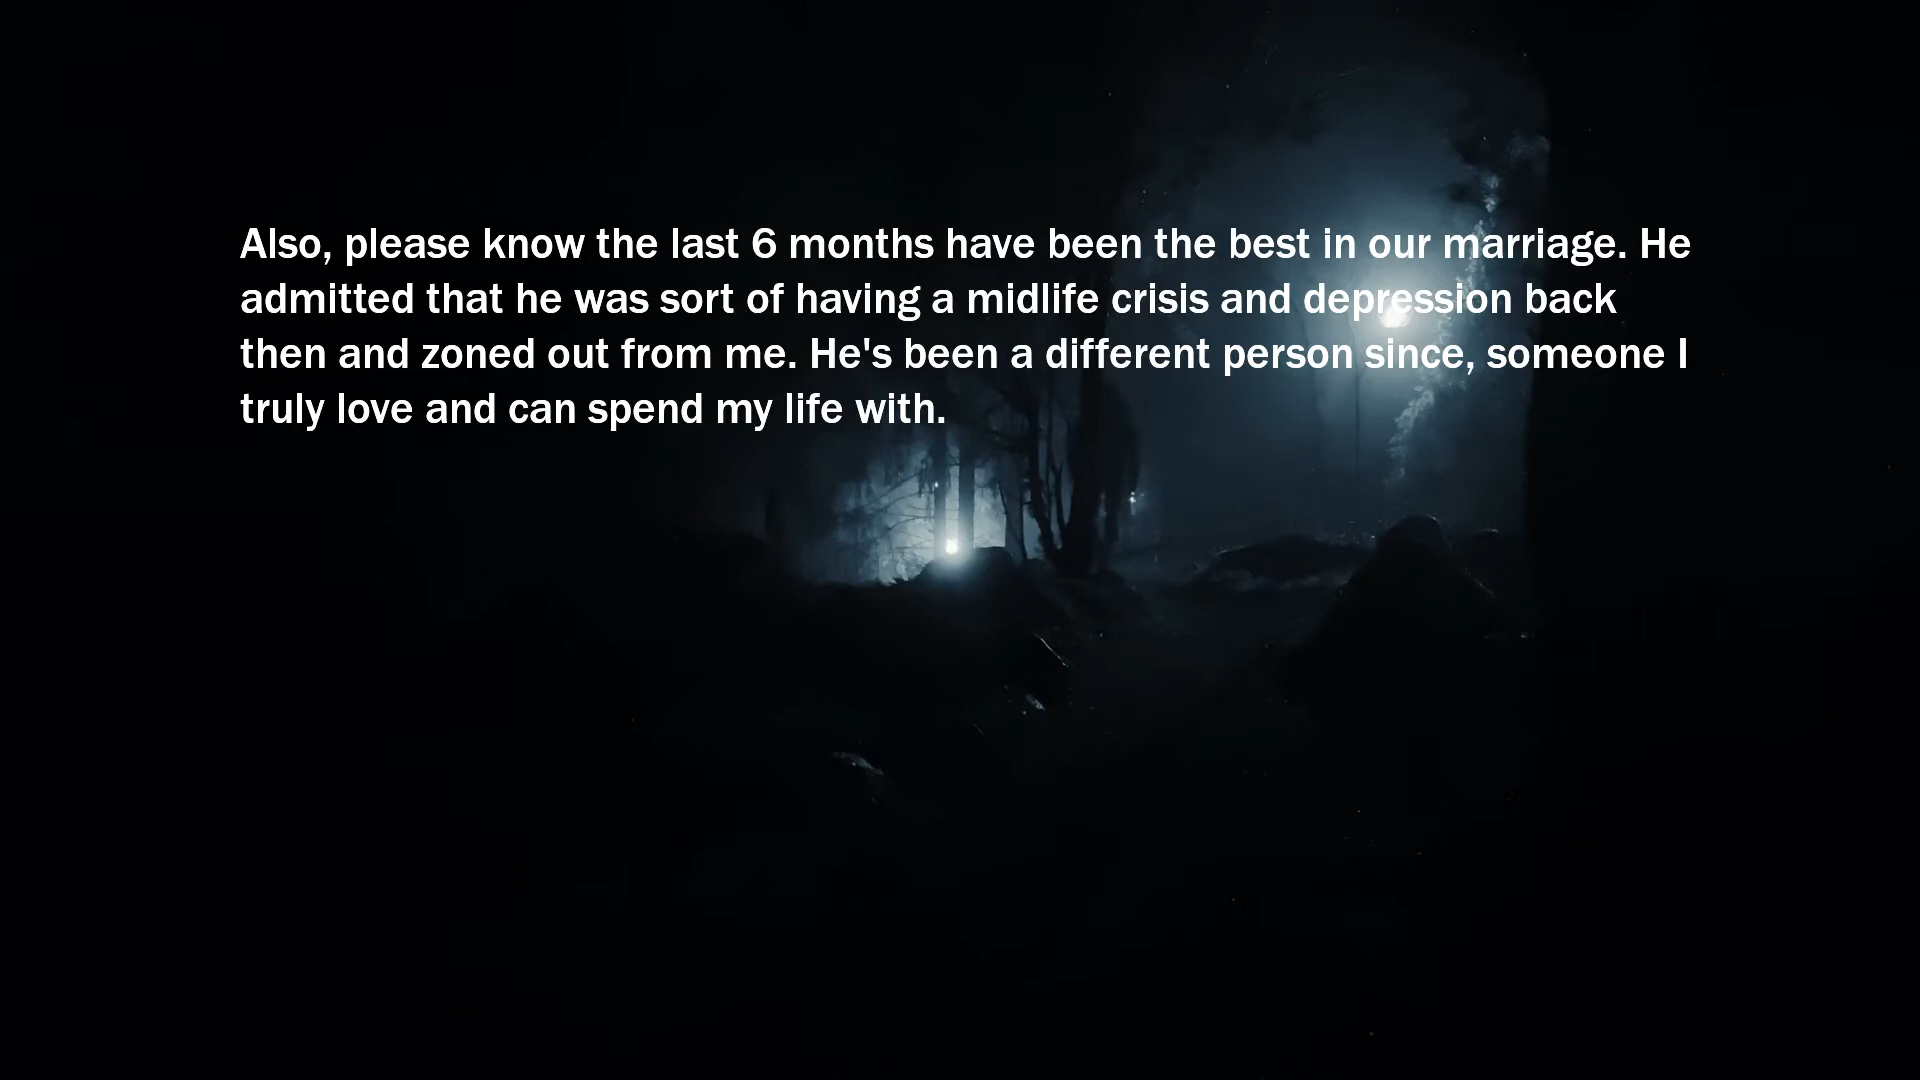 Also, please know the last 6 months have been the best in our marriage. He
admitted that he was sort of having a midlife crisis and depression back
then and zoned out from me. He's been a different person since, someone I
truly love and can spend my life with.